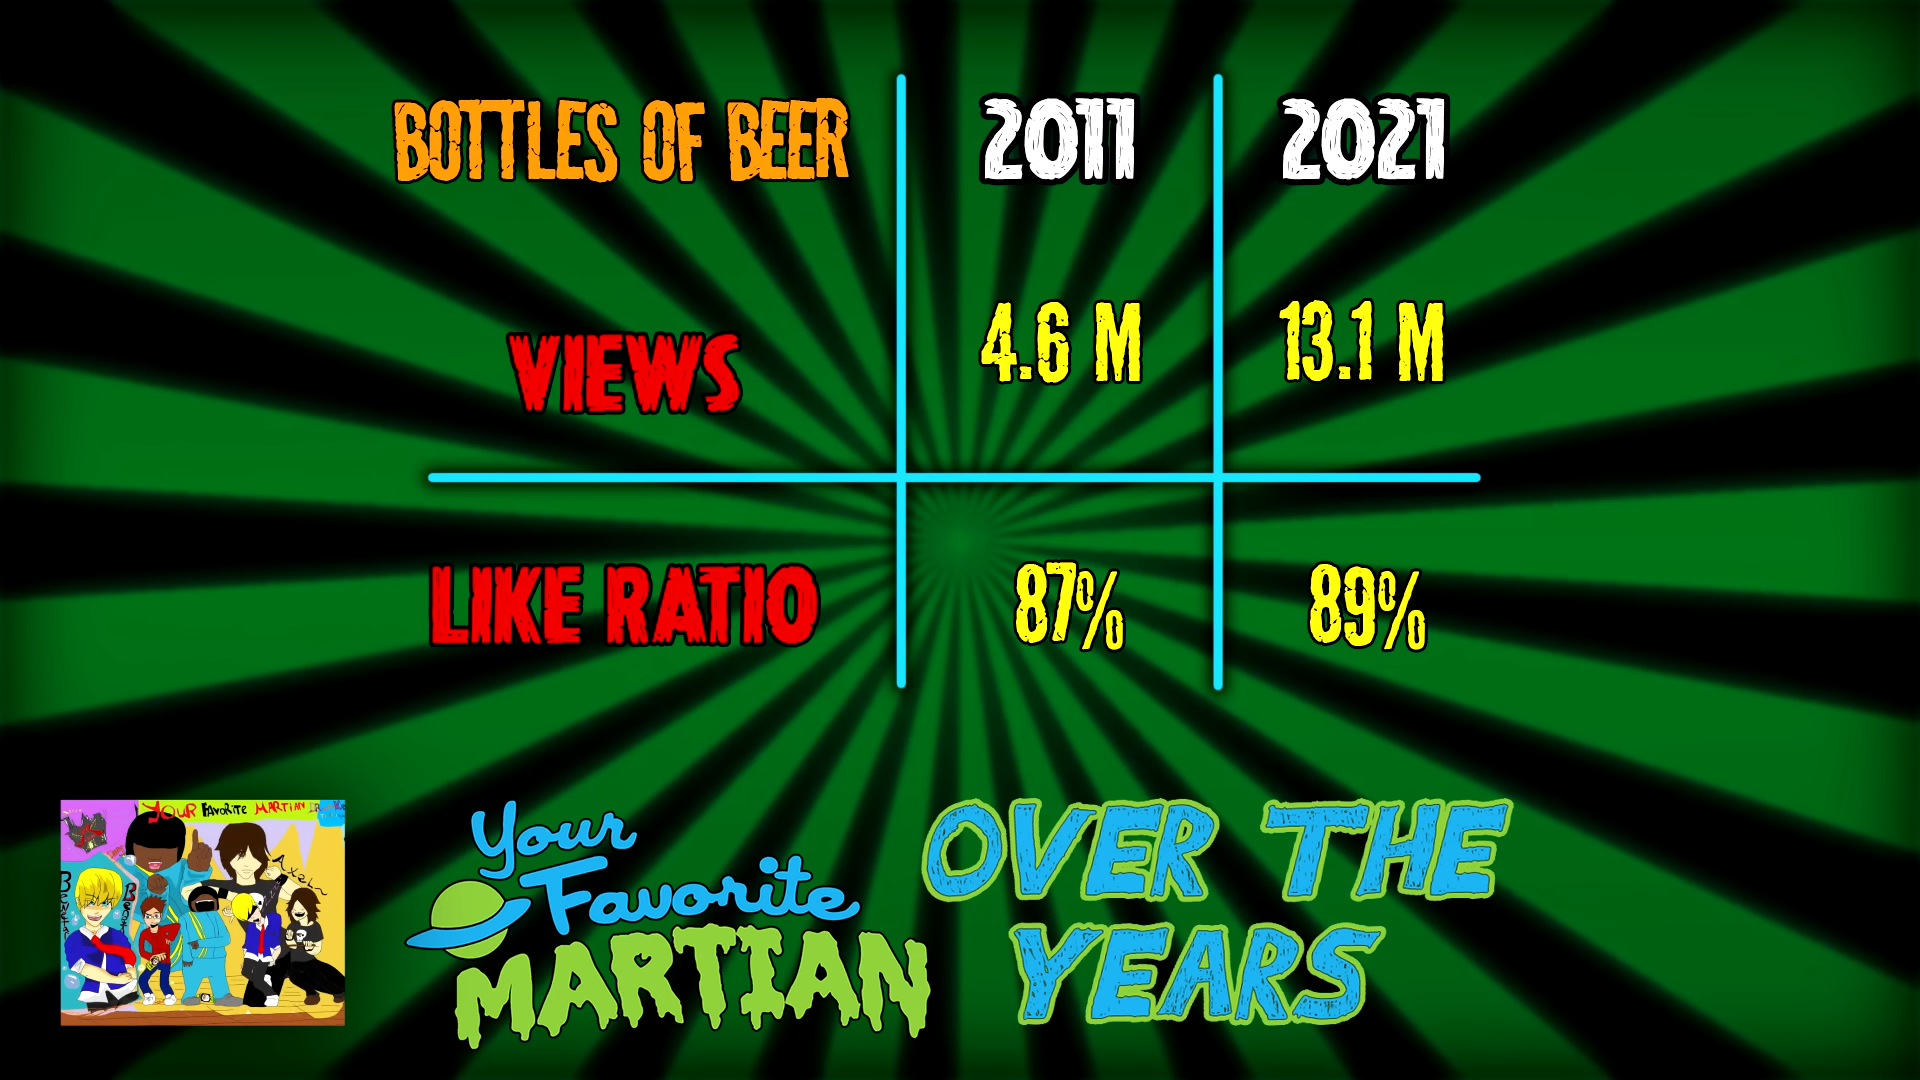 BOTTLES OF BEER 2011 2021
VIEWS 4.6 M 13.1 M
LIKE RATIO 87% 89%
YOUR FAVORITE MARTIAN
Your
Favorite
MARTIAN
OVER THE
YEARS